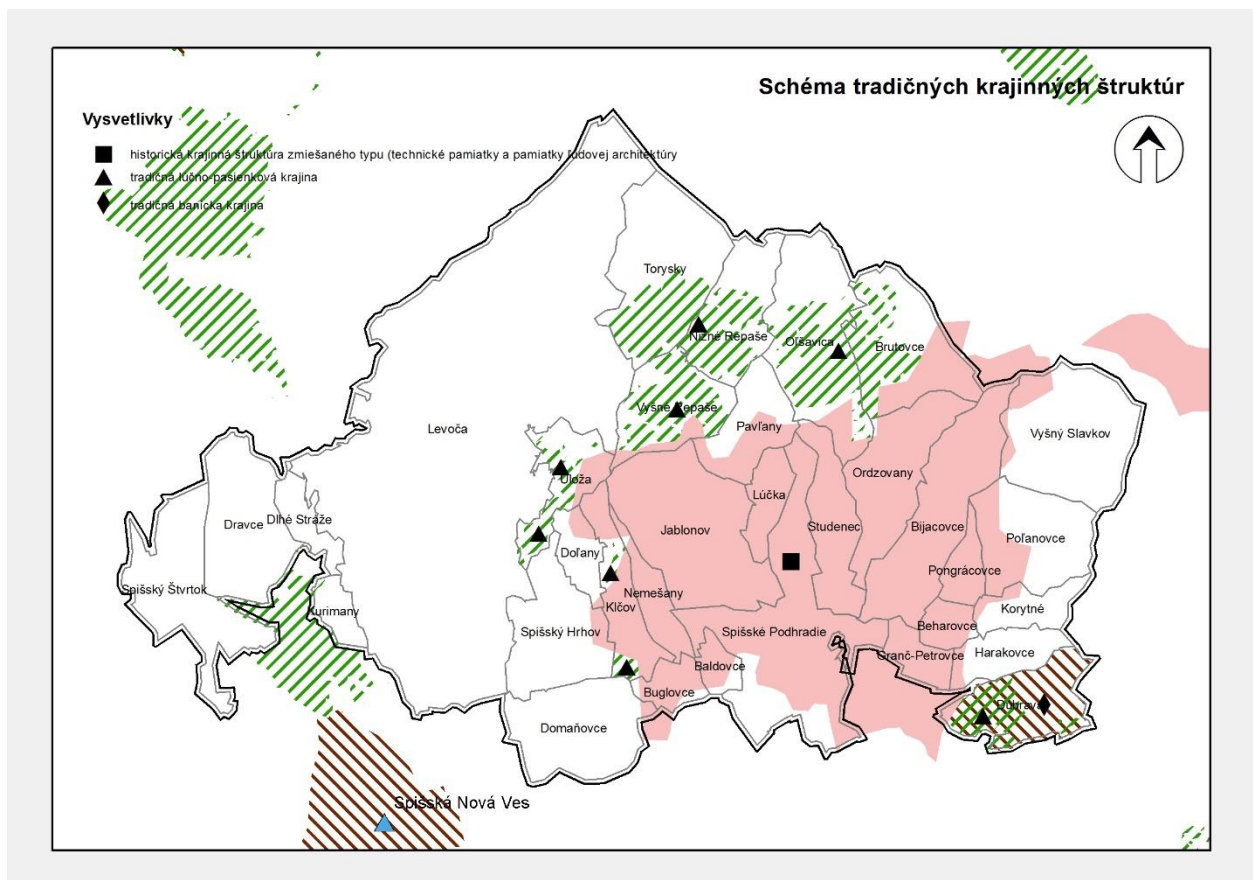 Schéma tradičných krajinných štruktúr
Vysvetlivky
historická krajinná štruktúra zmiešaného typu (technické pamiatky a pamiatky ľudovej architektúry
tradičná lúčno-pasienková krajina
tradičná banícka krajina
Torysky
Nižné Repaše
Oľšavica
Brutovce
Vyšné Repaše
Pavľany
Levoča
Vyšný Slavkov
Uloža
Lúčka
Ordzovany
Dravce
Dlhé Stráže
Jablonov
Studenec
Bijacovce
Poľanovce
Doľany
Pongrácovce
Spišský Štvrtok
Nemešany
Kurimany
Klčov
Korytné
Beharovce
Spišský Hrhov
Spišské Podhradie
Granč-Petrovce
Harakovce
Baldovce
Buglovce
Dúbrava
Domaňovce
Spišská Nová Ves